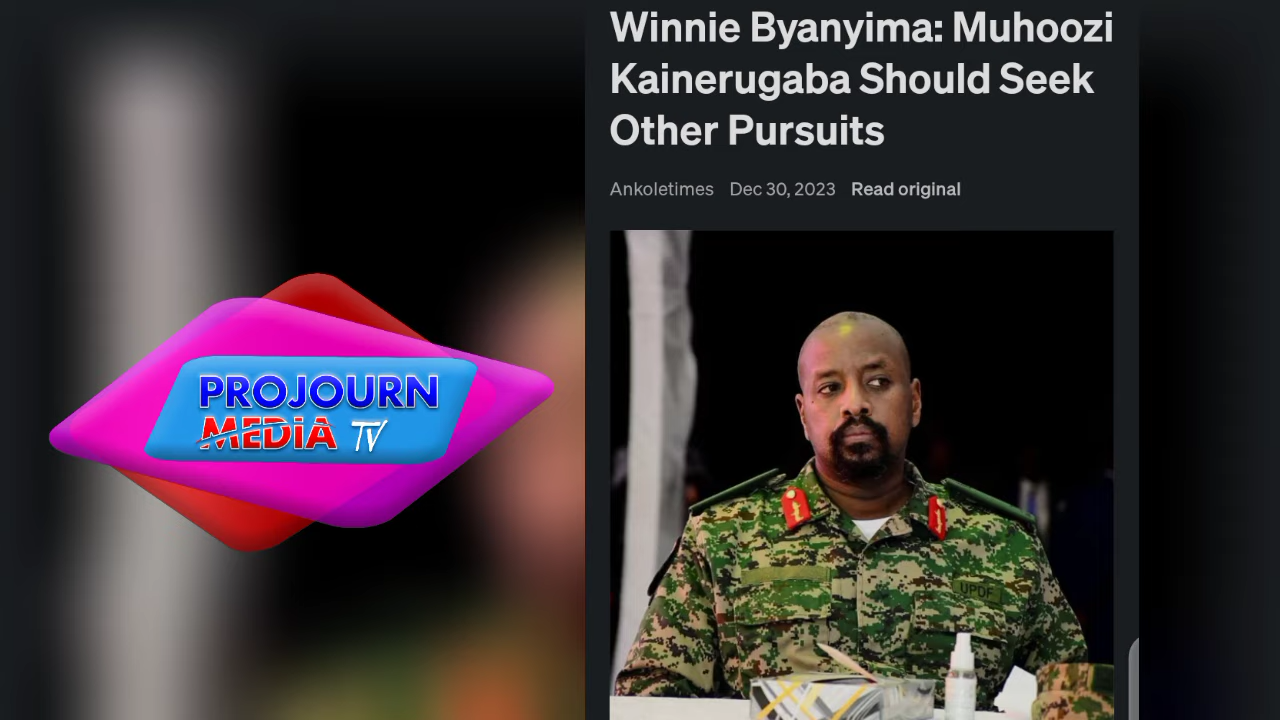 Winnie Byanyima: Muhoozi
Kainerugaba Should Seek
Other Pursuits
Ankoletimes Dec 30, 2023 Read original
PROJOURN
MEDiA TV
UPDF